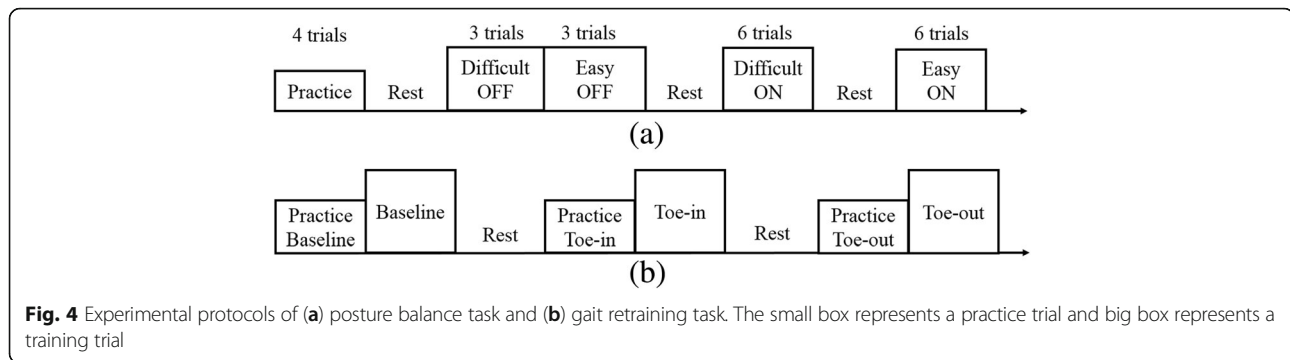 4 trials 3 trials 3 trials 6 trials 6 trials
Practice Rest Difficult OFF Easy OFF Rest Difficult ON Rest Easy ON
(a)
Practice Baseline Baseline Rest Practice Toe-in Toe-in Rest Practice Toe-out Toe-out
(b)
Fig. 4 Experimental protocols of (a) posture balance task and (b) gait retraining task. The small box represents a practice trial and big box represents a
training trial